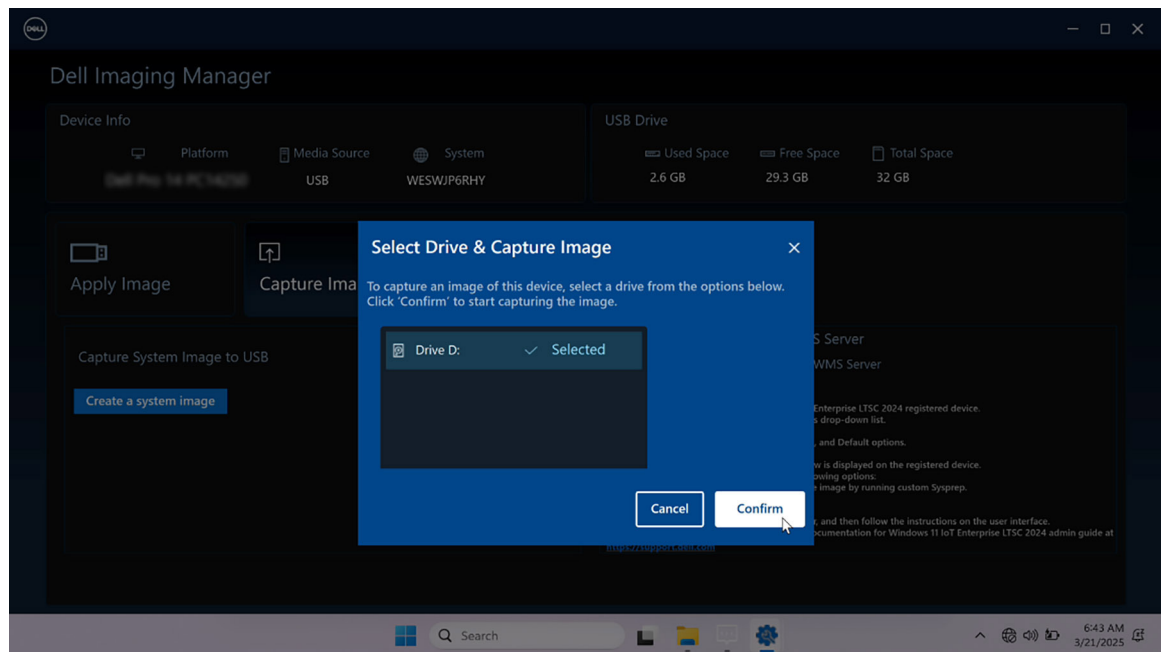 DELL
Dell Imaging Manager
Device Info
Platform
Media Source
USB
System
WESWJP6RHY
USB Drive
Used Space
2.6 GB
Free Space
29.3 GB
Total Space
32 GB
Apply Image
Capture Ima
Capture System Image to USB
Create a system image
Select Drive & Capture Image
To capture an image of this device, select a drive from the options below.
Click 'Confirm' to start capturing the image.
Drive D:
Selected
Cancel
Confirm
S Server
WMS Server
Enterprise LTSC 2024 registered device.
s drop-down list.
, and Default options.
w is displayed on the registered device.
owing options:
e image by running custom Sysprep.
r, and then follow the instructions on the user interface.
ocumentation for Windows 11 IoT Enterprise LTSC 2024 admin guide at
https://support.dell.com
Search
6:43 AM
3/21/2025